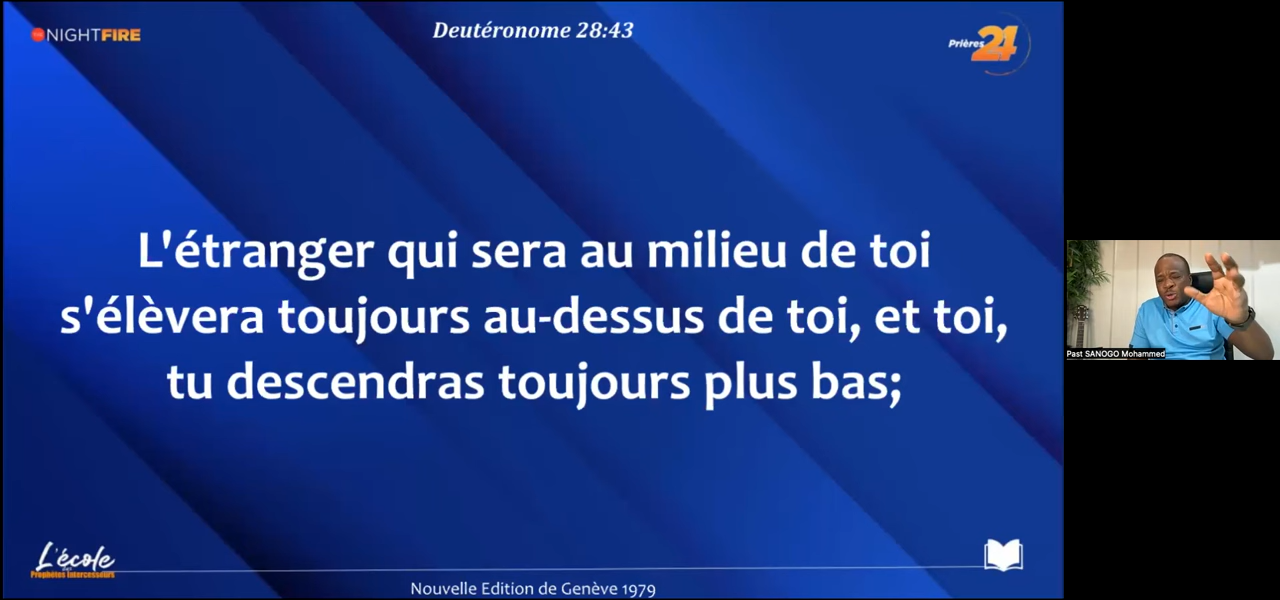 NIGHTFIRE
Deutéronome 28:43
Prières 24
L'étranger qui sera au milieu de toi
s'élèvera toujours au-dessus de toi, et toi,
tu descendras toujours plus bas;
Past SANOGO Mohammed
L'école
Prophètes Intercesseurs
Nouvelle Edition de Genève 1979